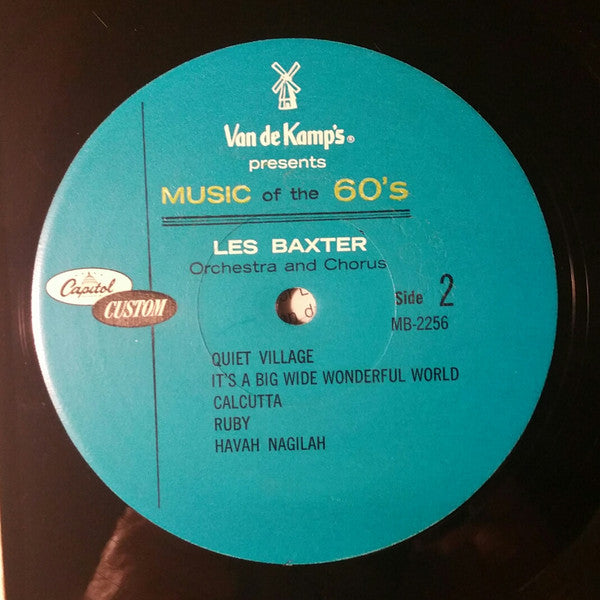 Van de Kamp's®
presents
MUSIC of the 60's
LES BAXTER
Orchestra and Chorus
Capitol
CUSTOM
Side 2
MB-2256
QUIET VILLAGE
IT'S A BIG WIDE WONDERFUL WORLD
CALCUTTA
RUBY
HAVAH NAGILAH